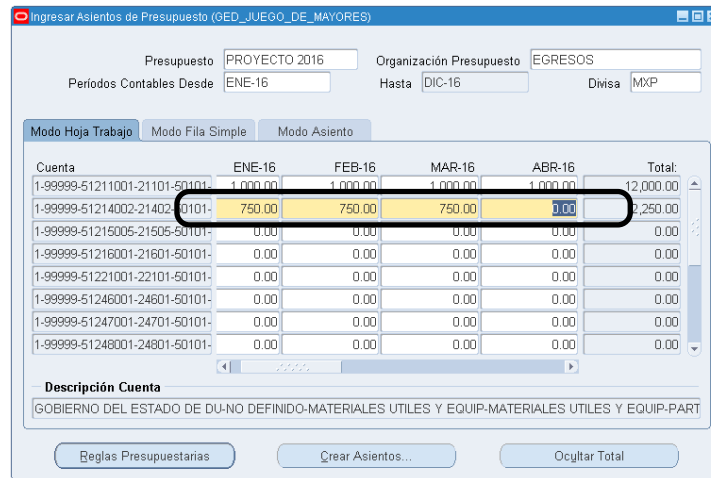 Ingresar Asientos de Presupuesto (GED_JUEGO_DE_MAYORES)
Presupuesto PROYECTO 2016 Organización Presupuesto EGRESOS
Períodos Contables Desde ENE-16 Hasta DIC-16 Divisa MXP
Modo Hoja Trabajo Modo Fila Simple Modo Asiento
Cuenta ENE-16 FEB-16 MAR-16 ABR-16 Total:
1-99999-51211001-21101-50101- 1,000.00 1,000.00 1,000.00 1,000.00 12,000.00
1-99999-51214002-21402-50101- 750.00 750.00 750.00 0.00 2,250.00
1-99999-51215005-21505-50101- 0.00 0.00 0.00 0.00 0.00
1-99999-51216001-21601-50101- 0.00 0.00 0.00 0.00 0.00
1-99999-51221001-22101-50101- 0.00 0.00 0.00 0.00 0.00
1-99999-51246001-24601-50101- 0.00 0.00 0.00 0.00 0.00
1-99999-51247001-24701-50101- 0.00 0.00 0.00 0.00 0.00
1-99999-51248001-24801-50101- 0.00 0.00 0.00 0.00 0.00
Descripción Cuenta
GOBIERNO DEL ESTADO DE DU-NO DEFINIDO-MATERIALES UTILES Y EQUIP-MATERIALES UTILES Y EQUIP-PART
Reglas Presupuestarias Crear Asientos... Ocultar Total